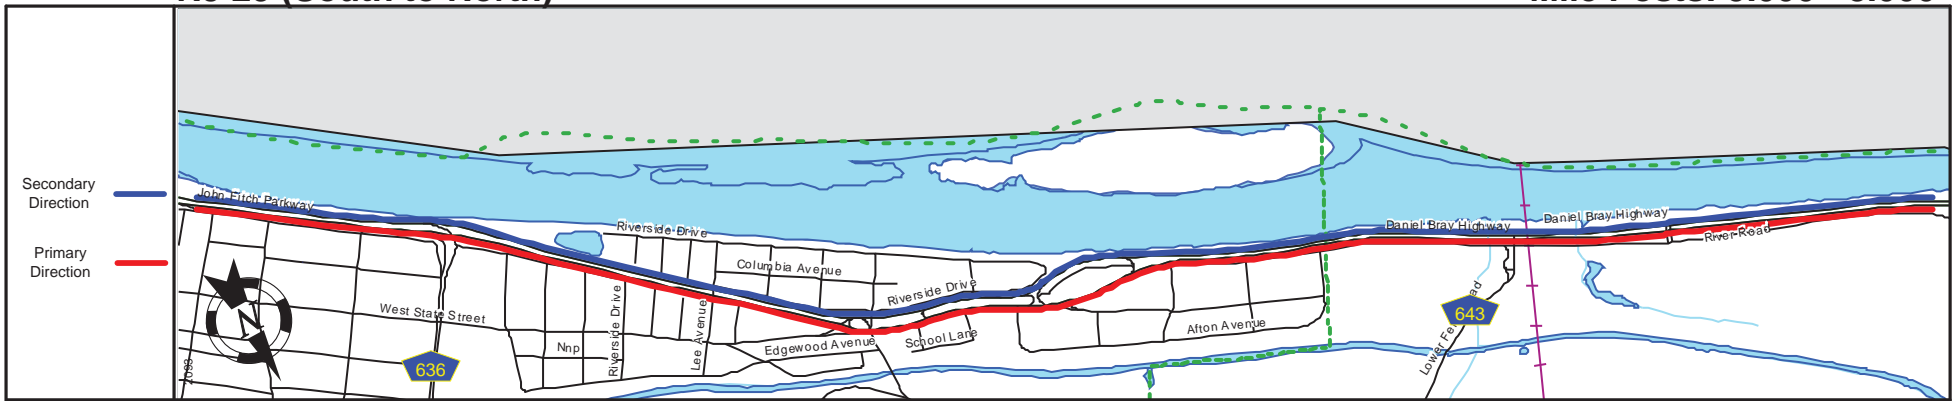 Secondary
Direction
Primary
Direction
John Fitch Parkway
Riverside Drive
Columbia Avenue
Riverside Drive
West State Street
Nnp
Riverside Drive
Lee Avenue
Edgewood Avenue
School Lane
Afton Avenue
Daniel Bray Highway
Daniel Bray Highway
River Road
643
636
2093
N